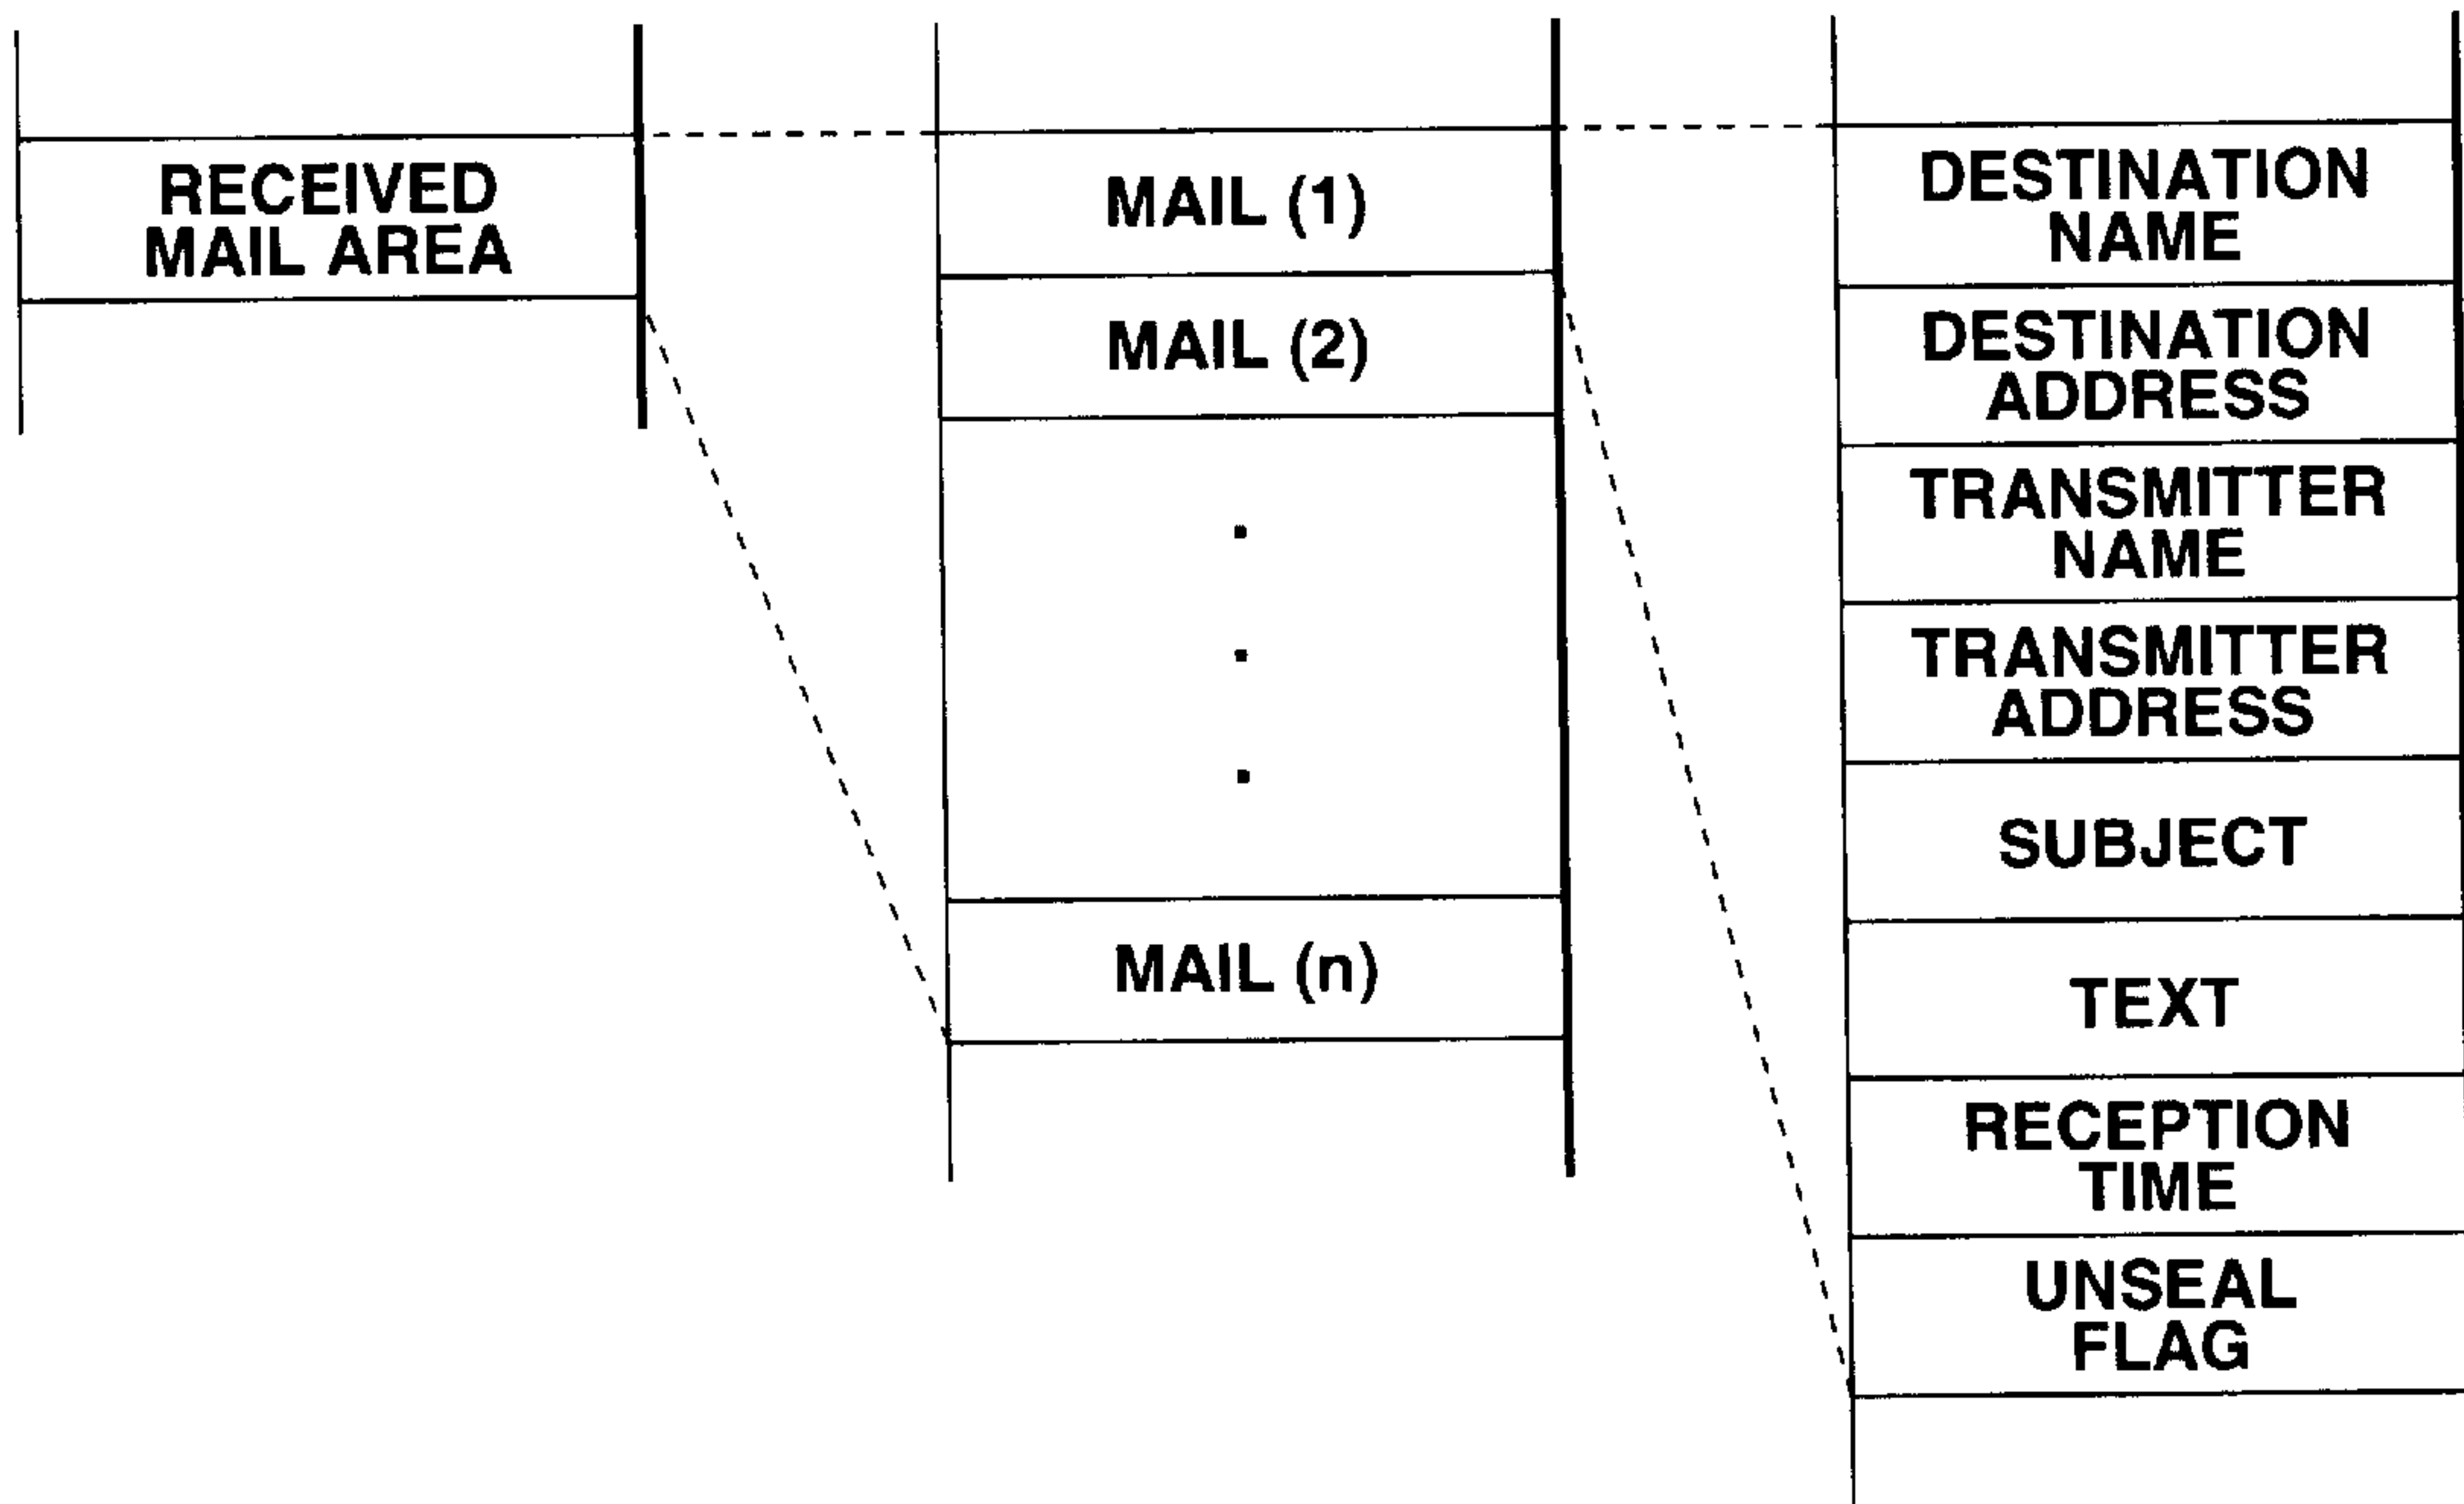 RECEIVED
MAIL AREA
MAIL (1)
MAIL (2)
MAIL (n)
DESTINATION
NAME
DESTINATION
ADDRESS
TRANSMITTER
NAME
TRANSMITTER
ADDRESS
SUBJECT
TEXT
RECEPTION
TIME
UNSEAL
FLAG